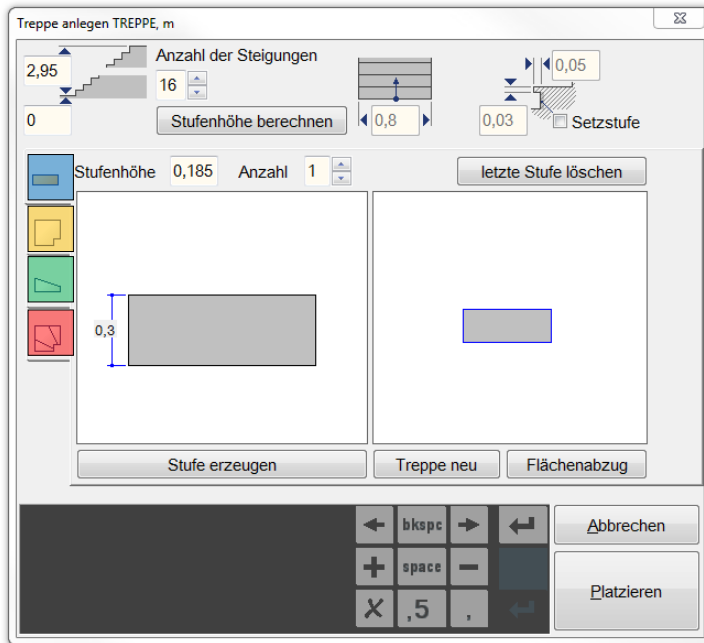 Treppe anlegen TREPPE, m
2,95
Anzahl der Steigungen
16
0,05
0
Stufenhöhe berechnen
0,8
0,03
Setzstufe
Stufenhöhe
0,185
Anzahl
1
letzte Stufe löschen
0,3
Stufe erzeugen
Treppe neu
Flächenabzug
bkspc
Abbrechen
+
space
−
Platzieren
X
,5
,